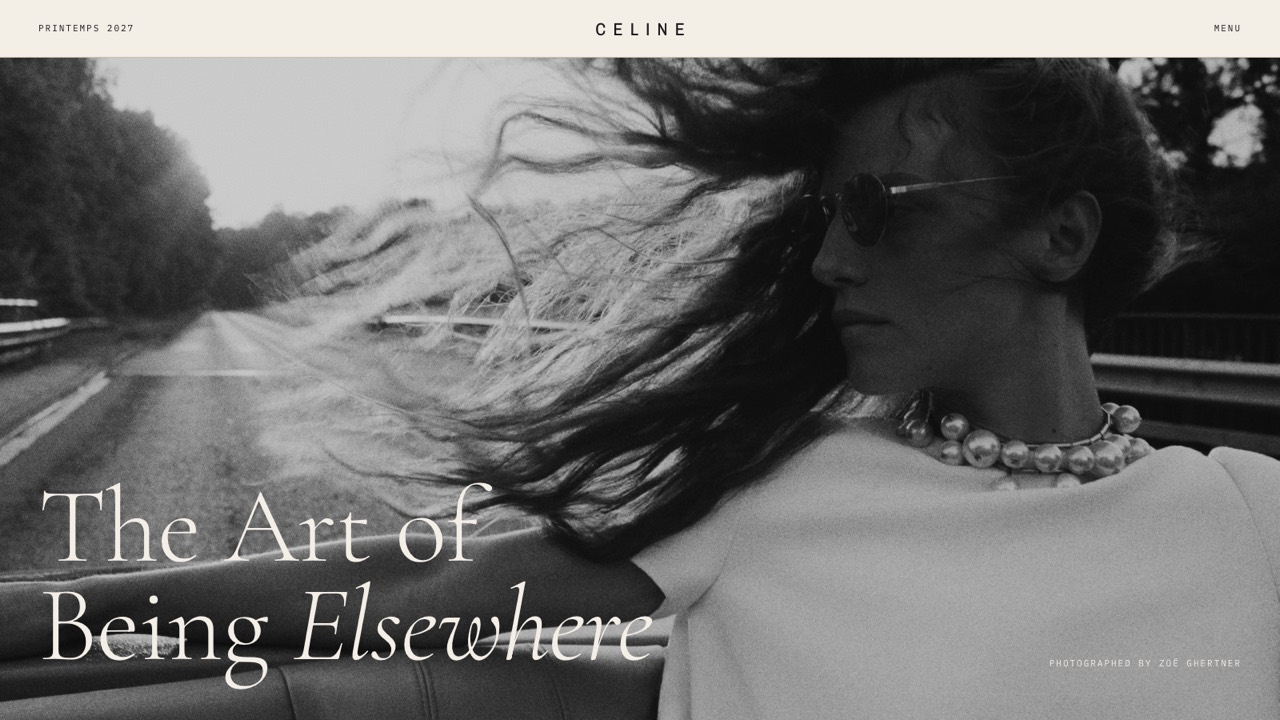 PRINTEMPS 2027
CELINE
MENU
The Art of
Being Elsewhere
PHOTOGRAPHED BY ZOË GHERTNER